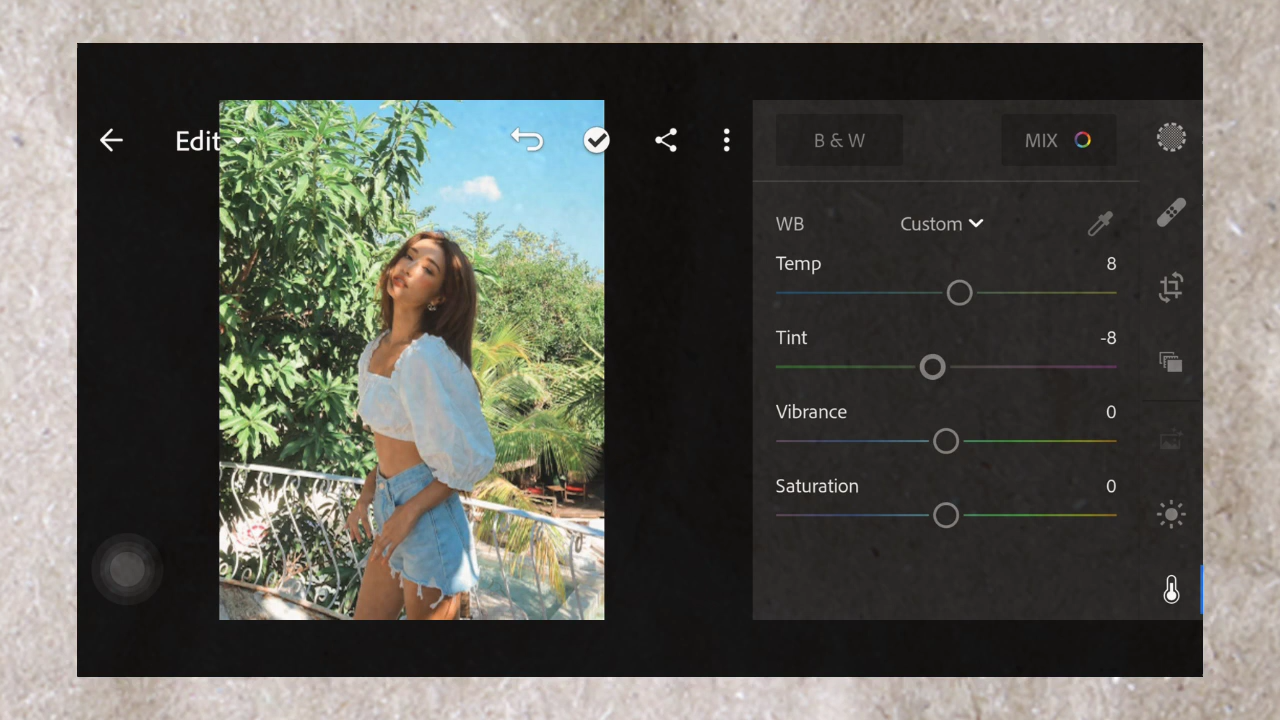 Edit
B & W
MIX
WB Custom
Temp 8
Tint -8
Vibrance 0
Saturation 0